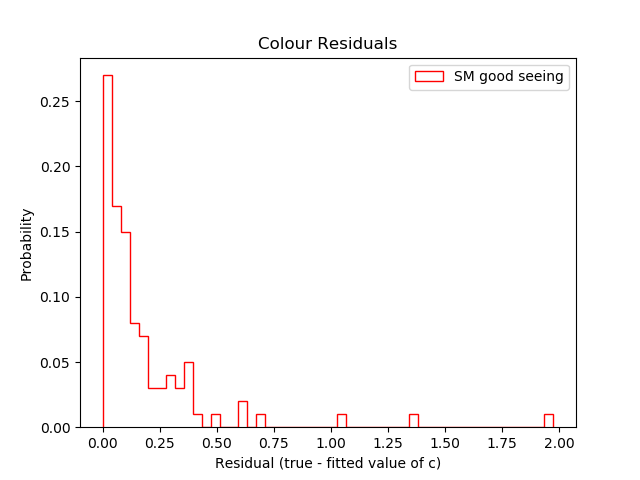 Colour Residuals
SM good seeing
Probability
0.25
0.20
0.15
0.10
0.05
0.00
0.00 0.25 0.50 0.75 1.00 1.25 1.50 1.75 2.00
Residual (true - fitted value of c)